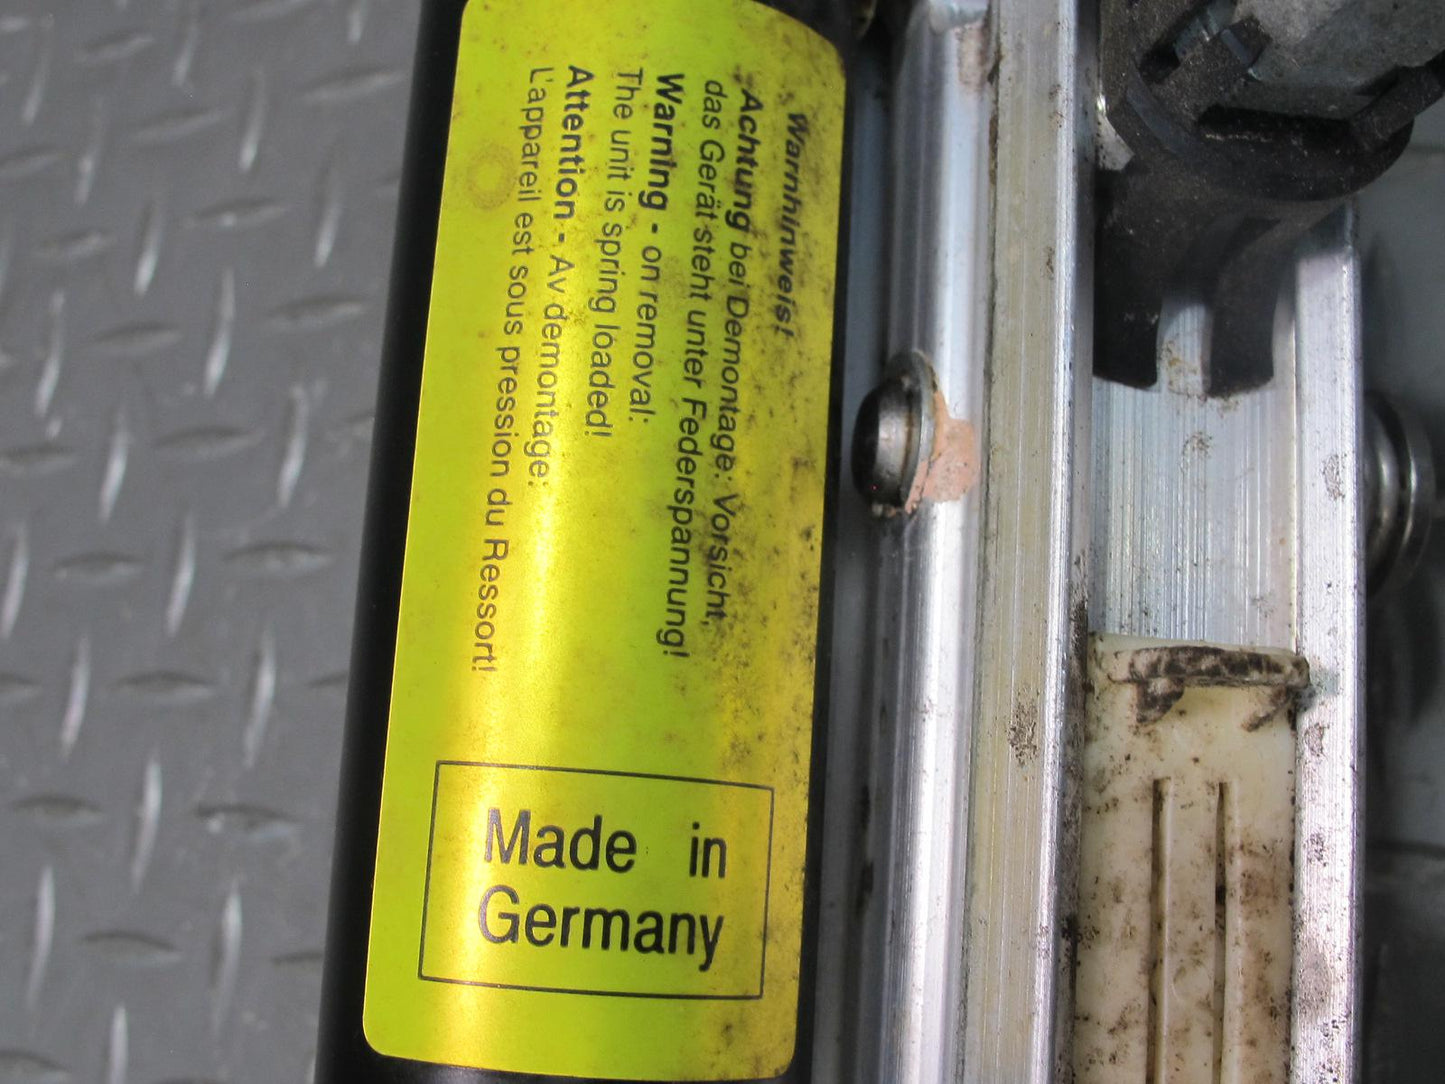 Warnhinweis!
Achtung bei Demontage: Vorsicht,
das Gerät steht unter Federspannung!
Warning - on removal:
The unit is spring loaded!
Attention - Av demontage:
L'appareil est sous pression du Ressort!
Made in
Germany